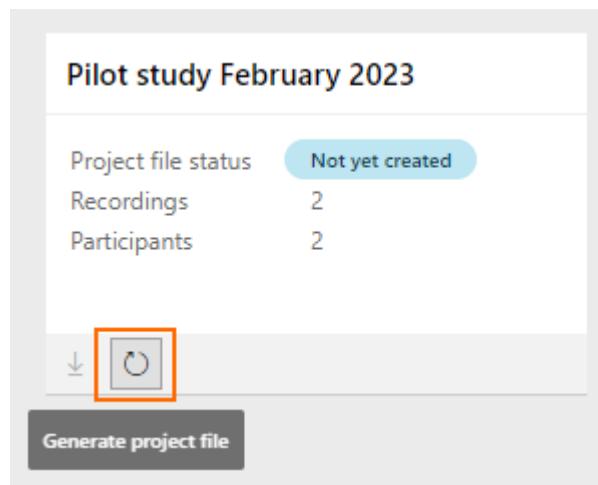 Pilot study February 2023
Project file status Not yet created
Recordings 2
Participants 2
Generate project file